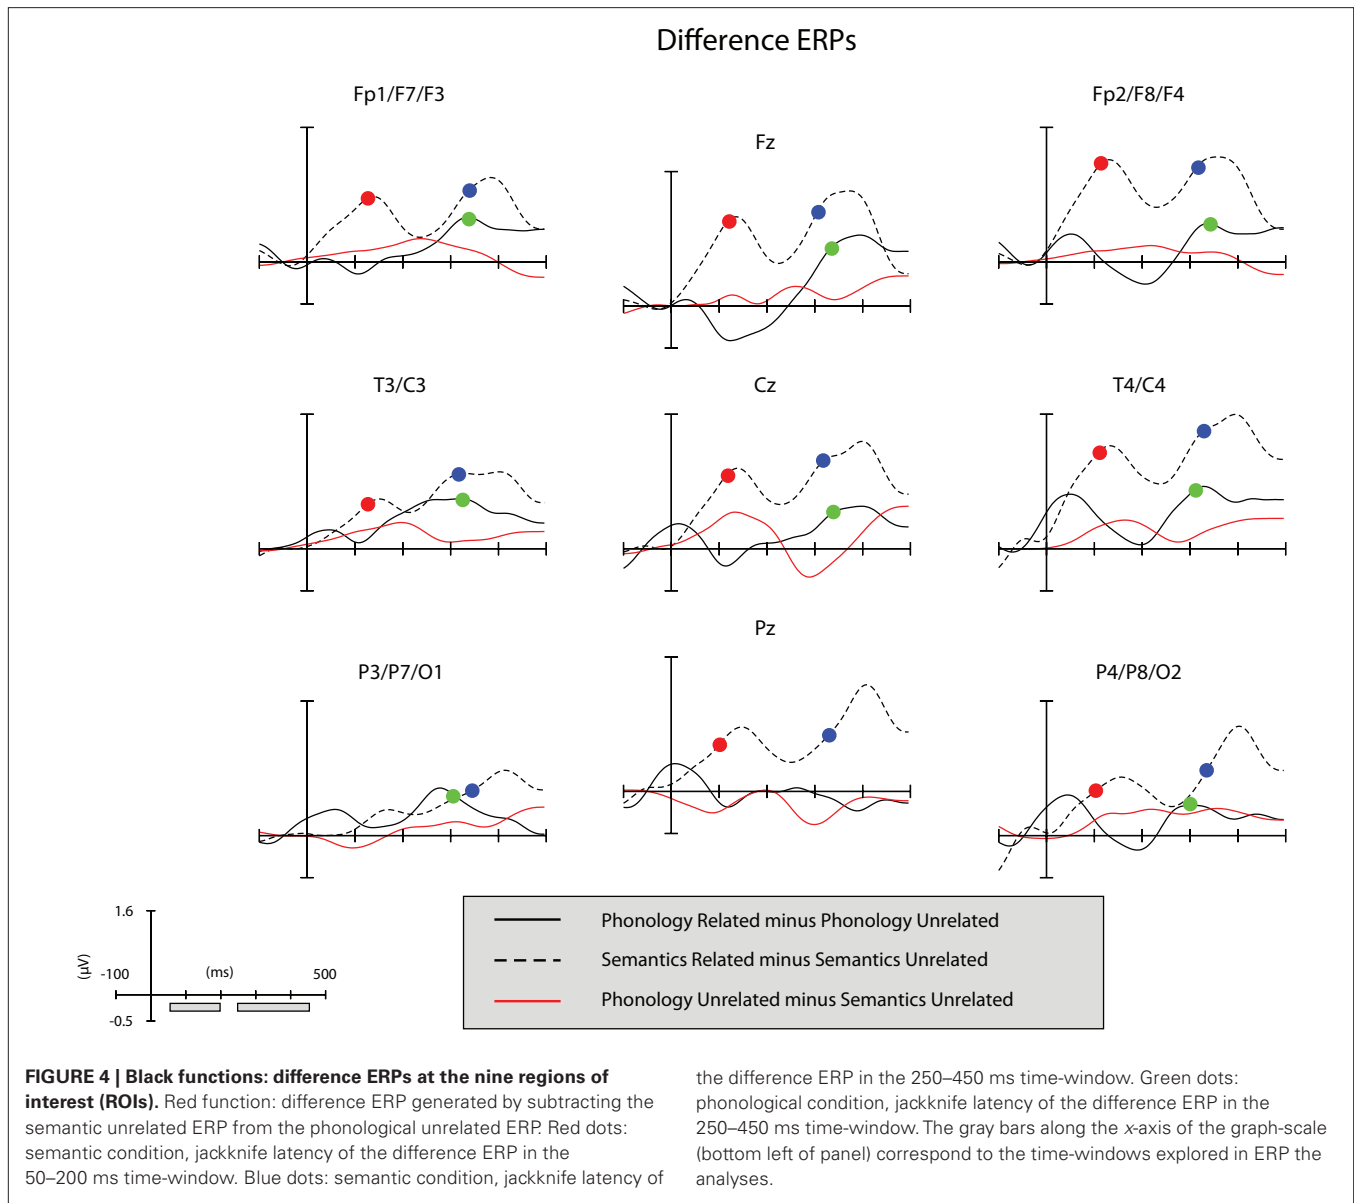 Difference ERPs
Fp1/F7/F3
Fz
Fp2/F8/F4
T3/C3
Cz
T4/C4
P3/P7/O1
Pz
P4/P8/O2
1.6
(µV)
-100
(ms)
500
-0.5
Phonology Related minus Phonology Unrelated
Semantics Related minus Semantics Unrelated
Phonology Unrelated minus Semantics Unrelated
FIGURE 4 | Black functions: difference ERPs at the nine regions of
interest (ROIs). Red function: difference ERP generated by subtracting the
semantic unrelated ERP from the phonological unrelated ERP. Red dots:
semantic condition, jackknife latency of the difference ERP in the
50–200 ms time-window. Blue dots: semantic condition, jackknife latency of
the difference ERP in the 250–450 ms time-window. Green dots:
phonological condition, jackknife latency of the difference ERP in the
250–450 ms time-window. The gray bars along the x-axis of the graph-scale
(bottom left of panel) correspond to the time-windows explored in ERP the
analyses.